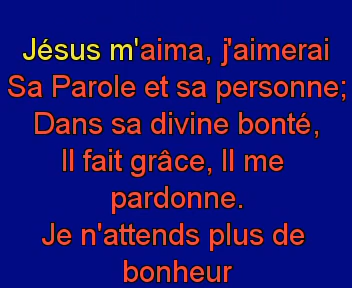 Jésus m'aima, j'aimerai
Sa Parole et sa personne;
Dans sa divine bonté,
Il fait grâce, Il me
pardonne.
Je n'attends plus de
bonheur